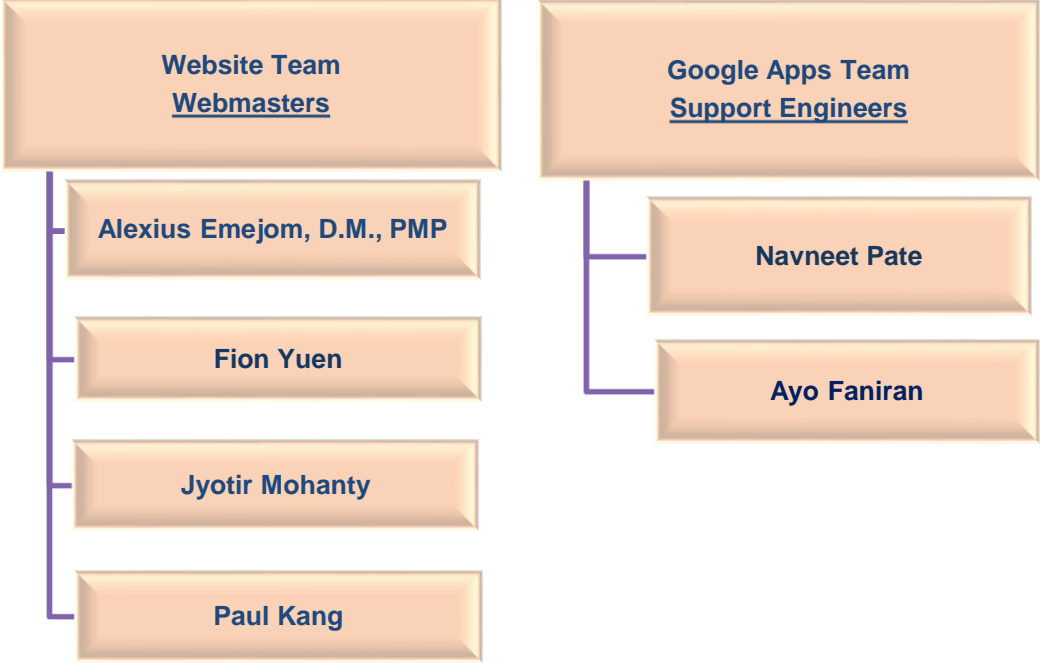 Website Team
Webmasters
Alexius Emejom, D.M., PMP
Fion Yuen
Jyotir Mohanty
Paul Kang
Google Apps Team
Support Engineers
Navneet Pate
Ayo Faniran